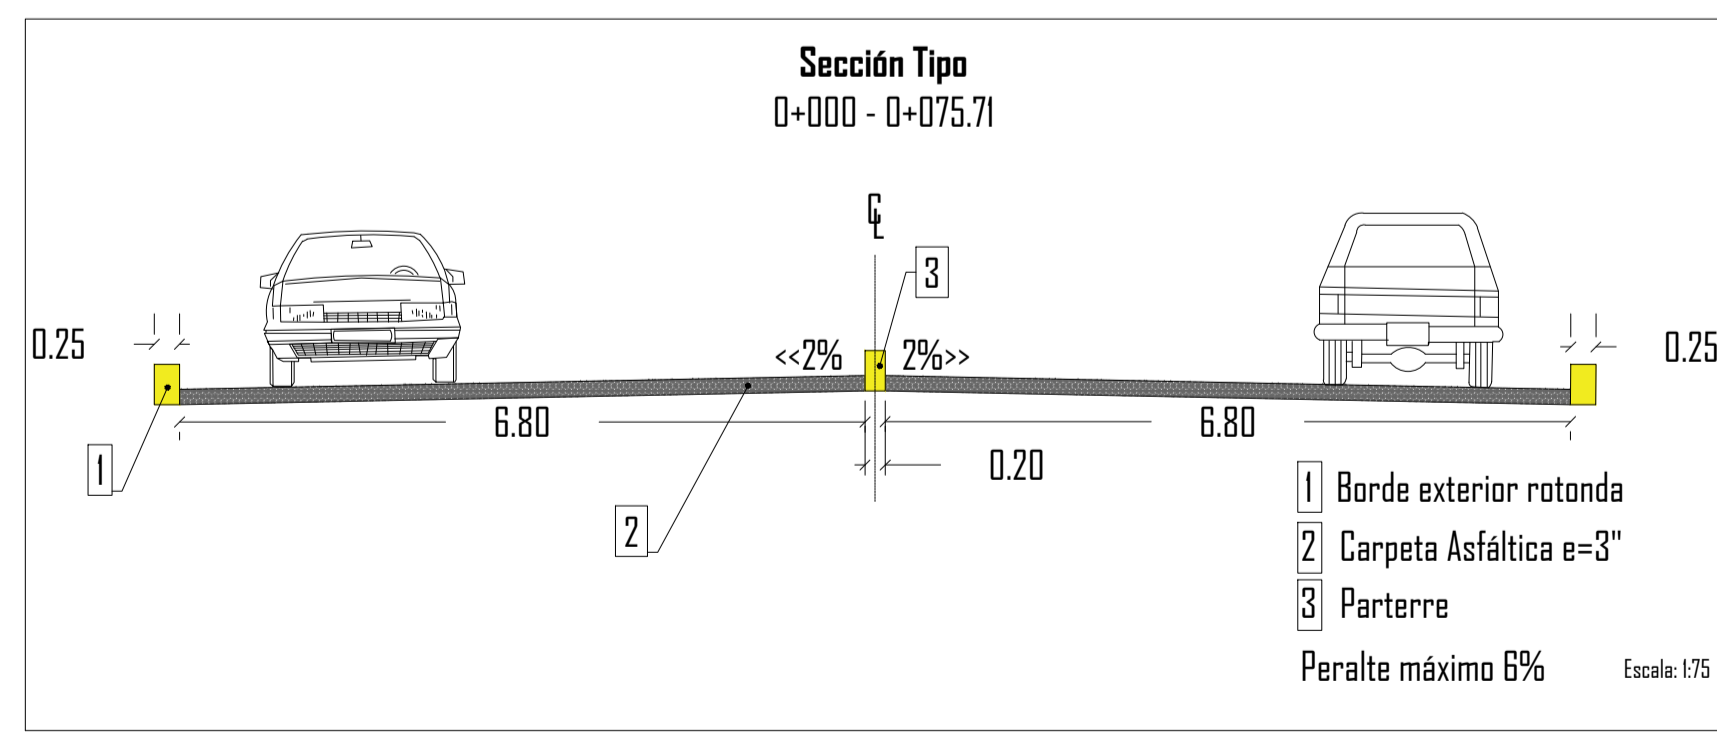 Sección Tipo
0+000 - 0+075.71
℄
3
0.25
<<2%
2%>>
0.25
6.80
6.80
0.20
1
2
1 Borde exterior rotonda
2 Carpeta Asfáltica e=3"
3 Parterre
Peralte máximo 6%
Escala: 1:75